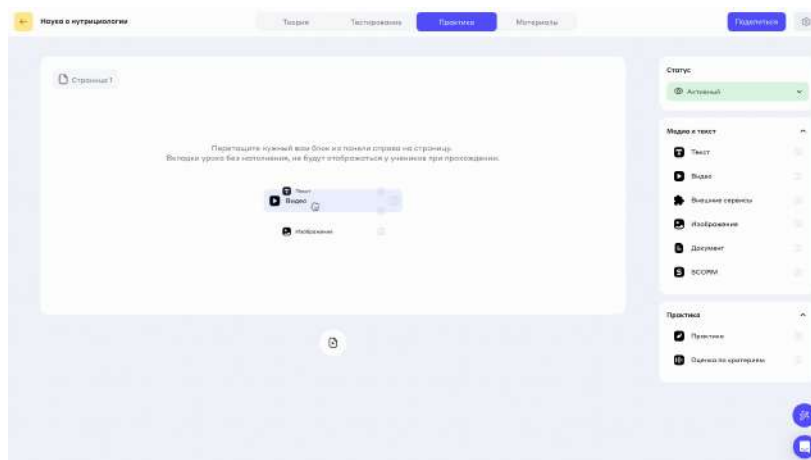 Наука о нутрициологии
Теория
Тестирование
Практика
Материалы
Поделиться
Страница 1
Перетащите нужный вам блок из панели справа на страницу.
Вкладки урока без наполнения, не будут отображаться у учеников при прохождении.
Текст
Видео
Изображение
Статус
Активный
Медиа и текст
Текст
Видео
Внешние сервисы
Изображение
Документ
SCORM
Практика
Практика
Оценка по критериям